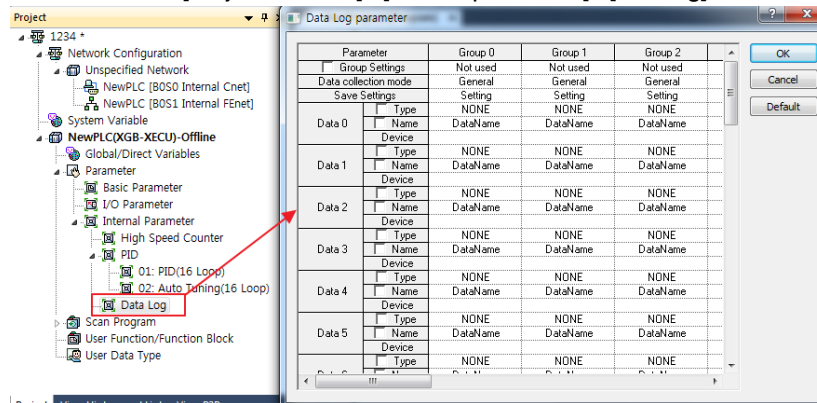 Project
1234 *
Network Configuration
Unspecified Network
NewPLC [B0S0 Internal Cnet]
NewPLC [B0S1 Internal FEnet]
System Variable
NewPLC(XGB-XECU)-Offline
Global/Direct Variables
Parameter
Basic Parameter
I/O Parameter
Internal Parameter
High Speed Counter
PID
01: PID(16 Loop)
02: Auto Tuning(16 Loop)
Data Log
Scan Program
User Function/Function Block
User Data Type
Data Log parameter
Parameter Group 0 Group 1 Group 2
Group Settings Not used Not used Not used
Data collection mode General General General
Save Settings Setting Setting Setting
Data 0 Type NONE NONE NONE
Name DataName DataName DataName
Device
Data 1 Type NONE NONE NONE
Name DataName DataName DataName
Device
Data 2 Type NONE NONE NONE
Name DataName DataName DataName
Device
Data 3 Type NONE NONE NONE
Name DataName DataName DataName
Device
Data 4 Type NONE NONE NONE
Name DataName DataName DataName
Device
Data 5 Type NONE NONE NONE
Name DataName DataName DataName
Device
Type NONE NONE NONE
OK
Cancel
Default